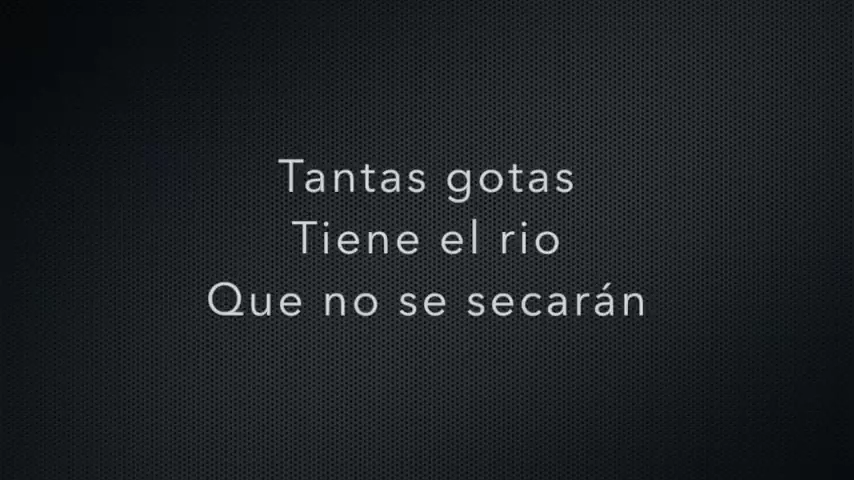 Tantas gotas
Tiene el rio
Que no se secarán